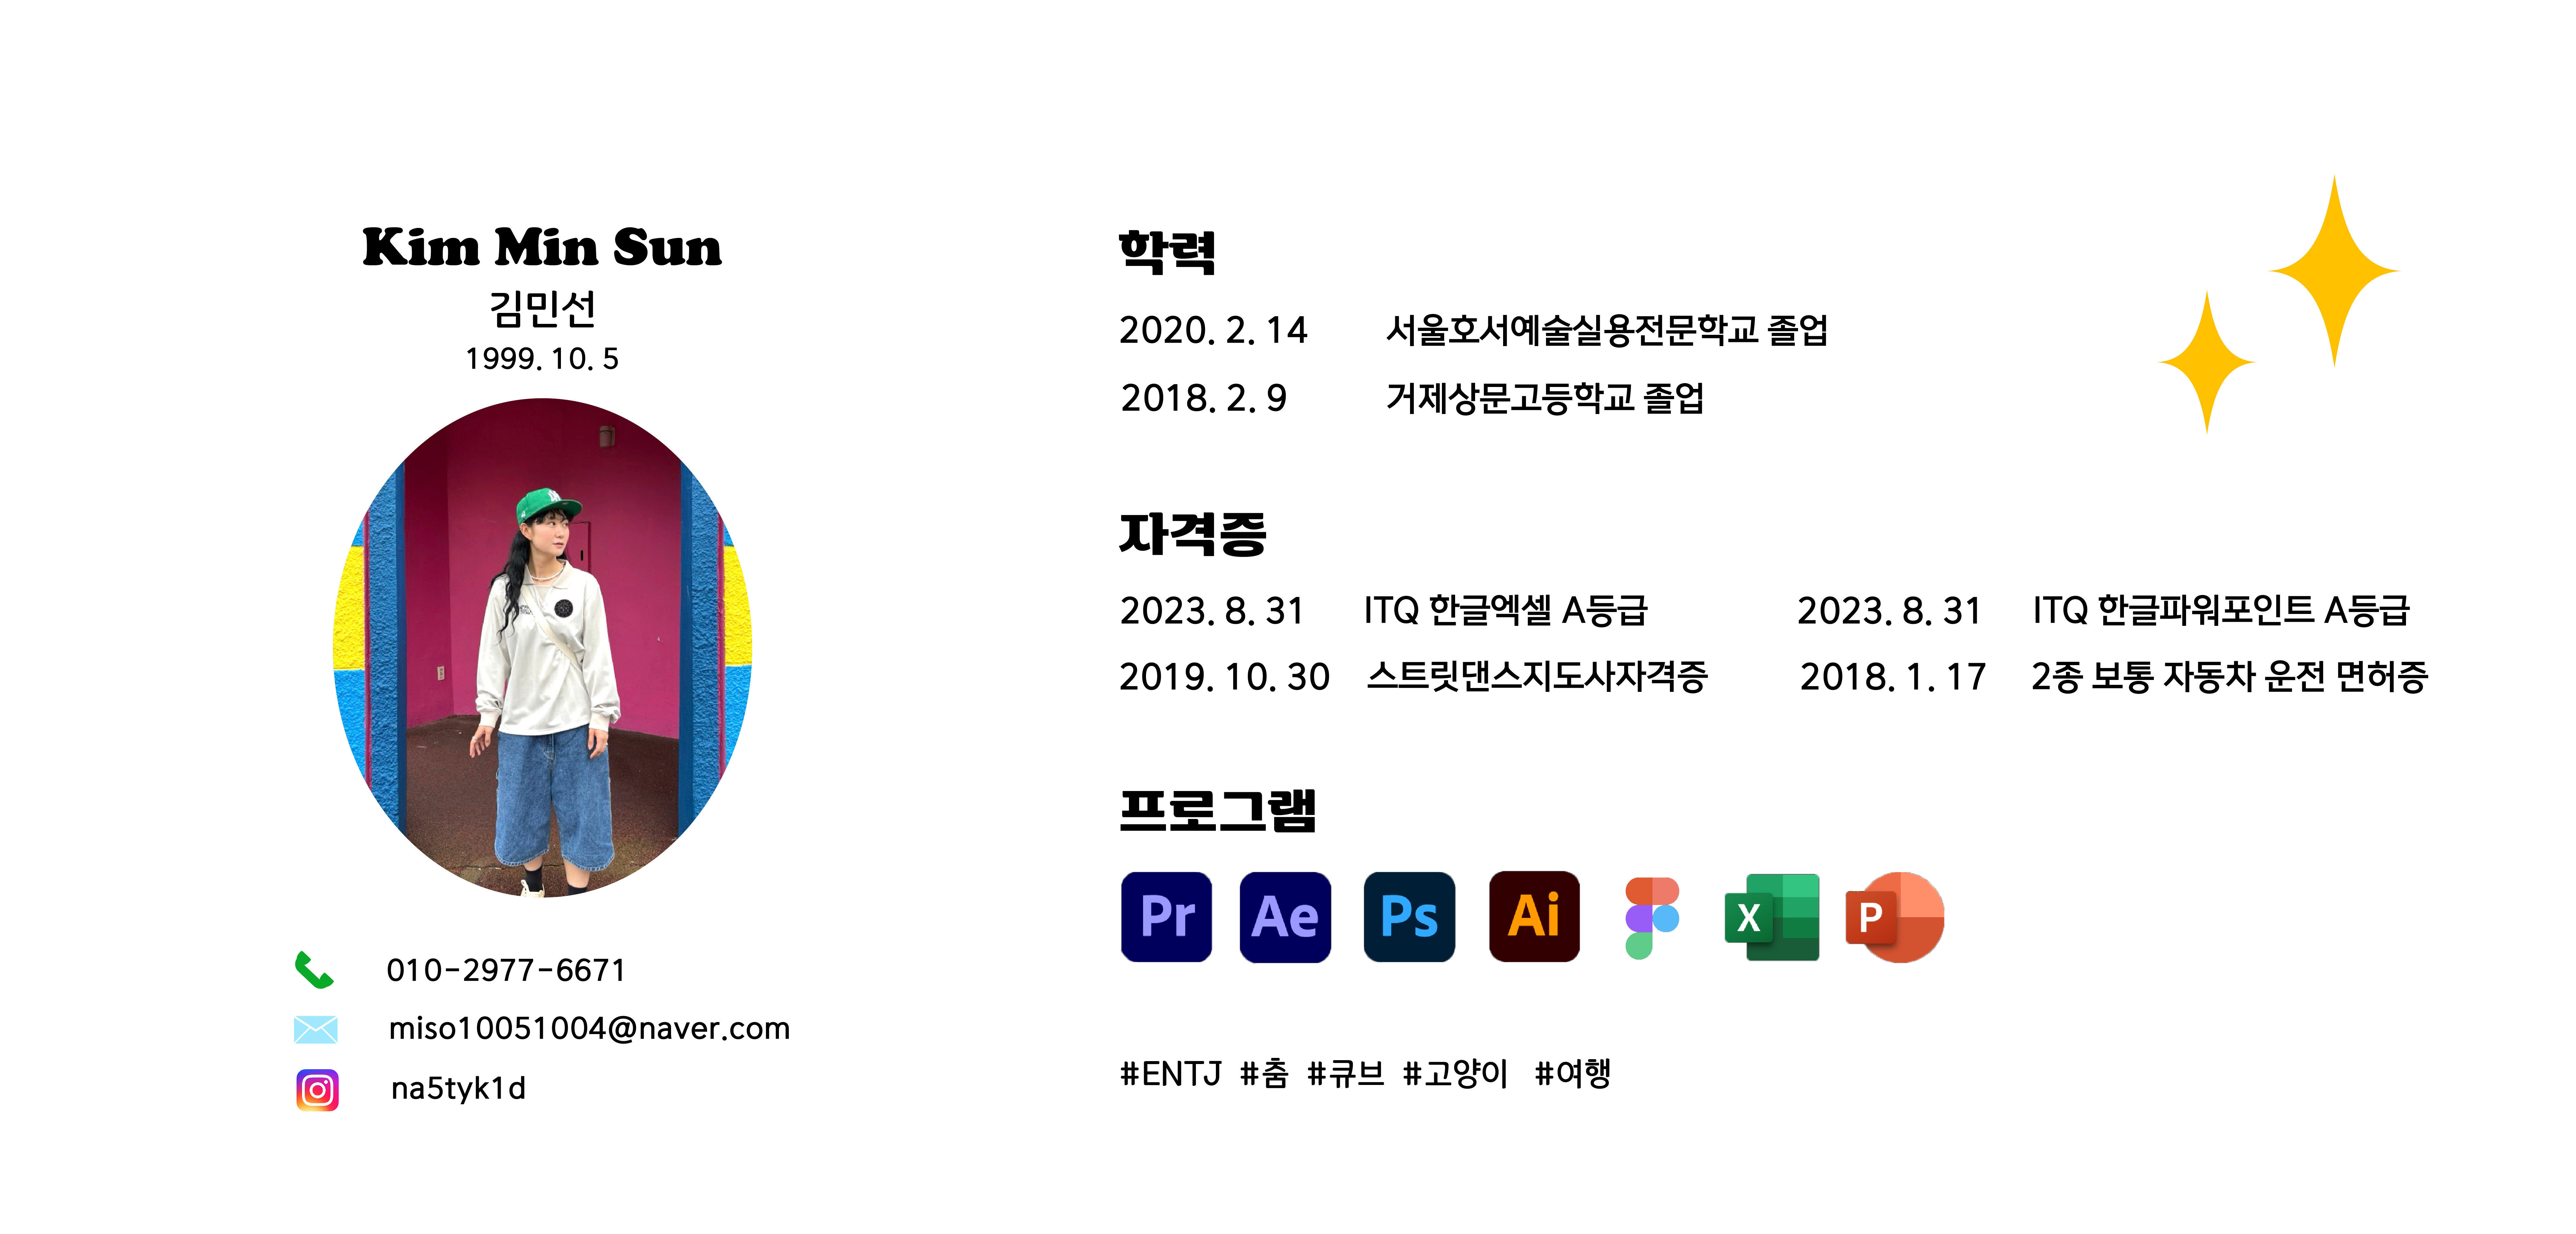 Kim Min Sun
김민선
1999. 10. 5
010-2977-6671
miso10051004@naver.com
na5tyk1d
학력
2020. 2. 14 서울호서예술실용전문학교 졸업
2018. 2. 9 거제상문고등학교 졸업
자격증
2023. 8. 31 ITQ 한글엑셀 A등급 2023. 8. 31 ITQ 한글파워포인트 A등급
2019. 10. 30 스트릿댄스지도사자격증 2018. 1. 17 2종 보통 자동차 운전 면허증
프로그램
Pr Ae Ps Ai X P
#ENTJ #춤 #큐브 #고양이 #여행